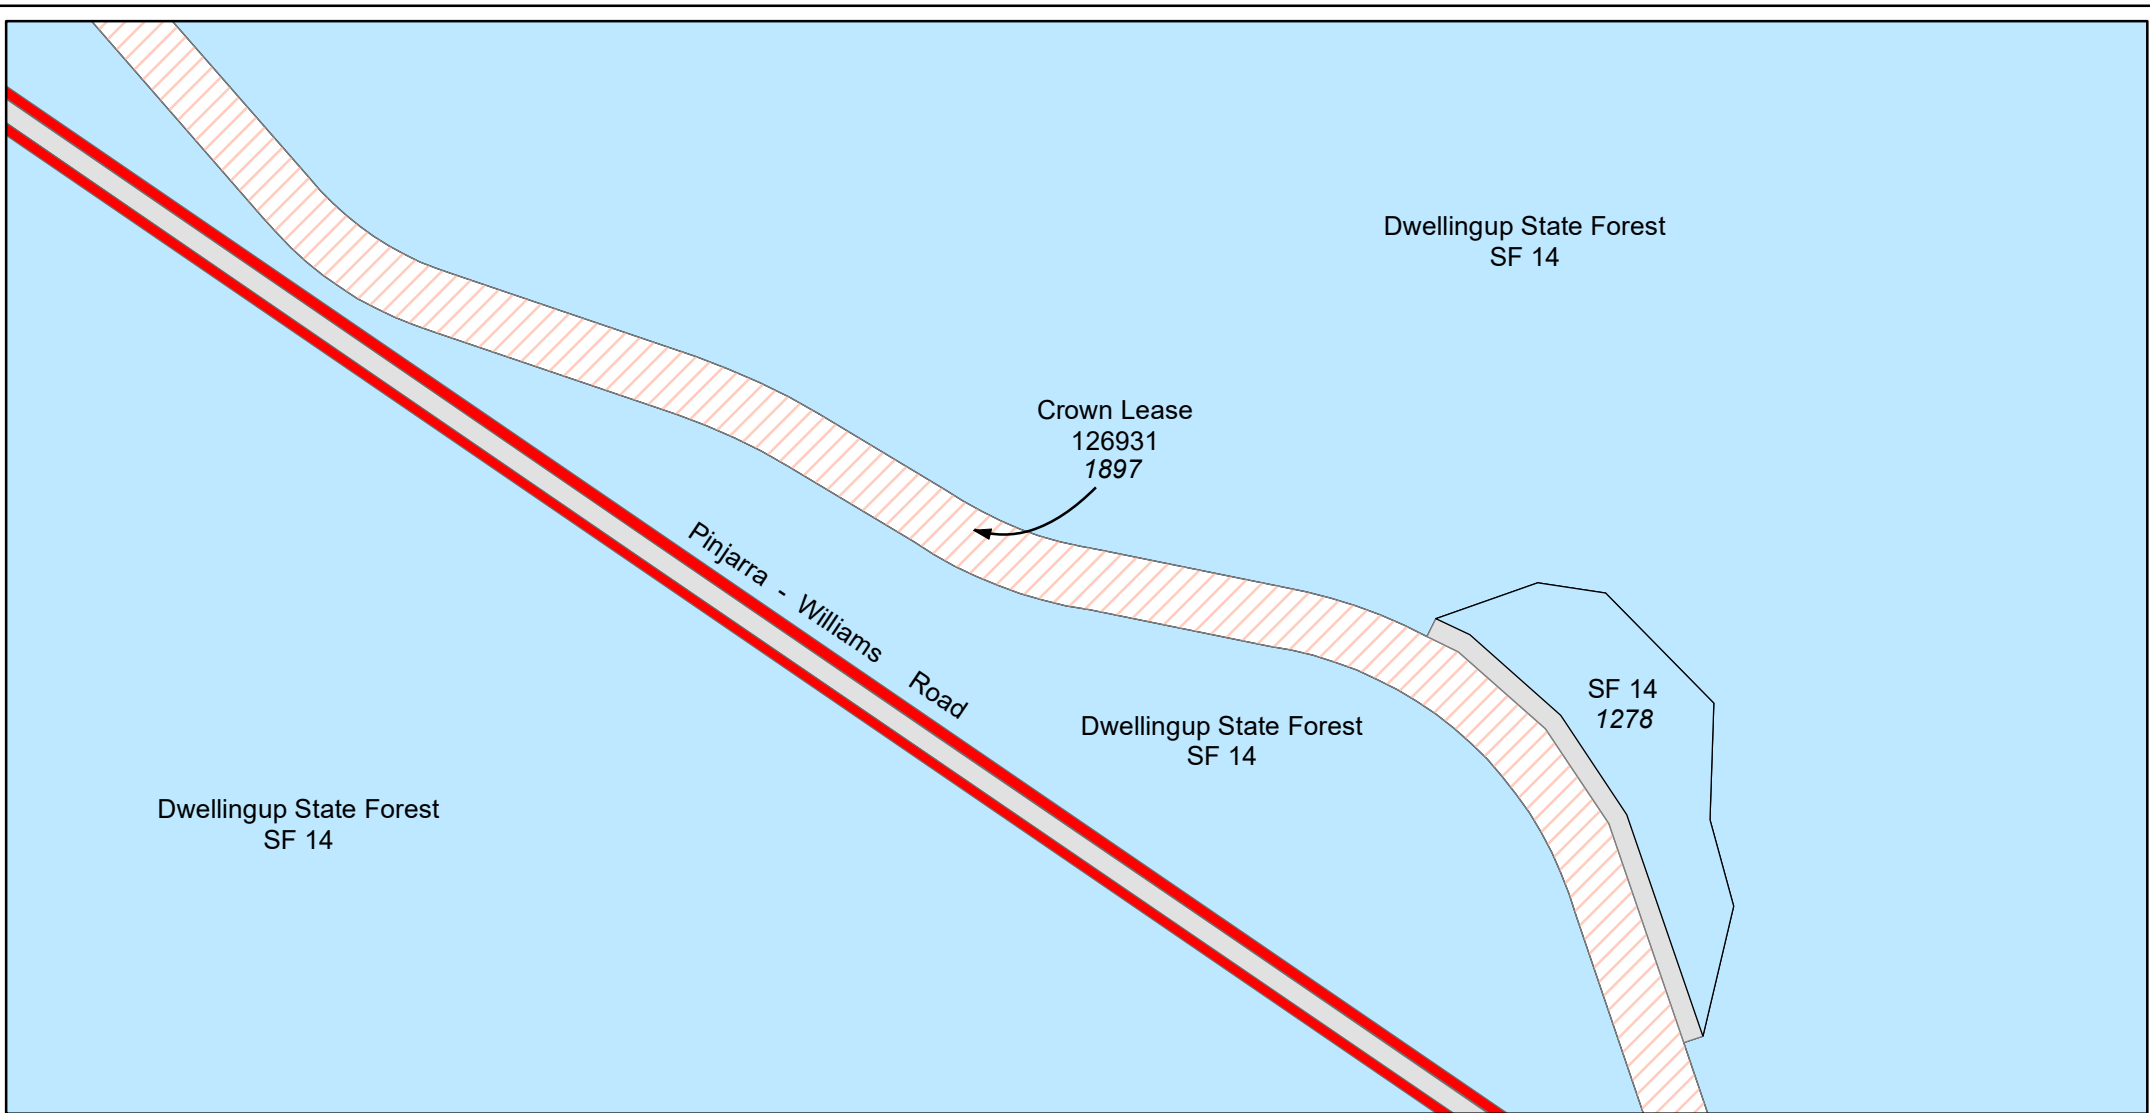 Dwellingup State Forest
SF 14
Crown Lease
126931
1897
Pinjarra - Williams Road
SF 14
1278
Dwellingup State Forest
SF 14
Dwellingup State Forest
SF 14